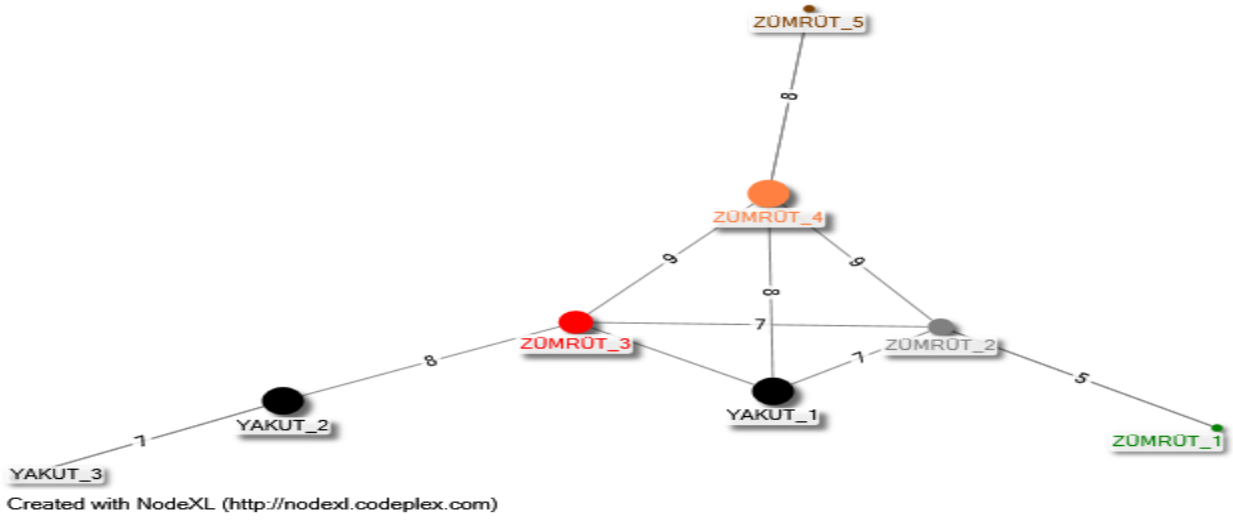 ZÜMRÜT_5
8
ZÜMRÜT_4
9
9
8
7
ZÜMRÜT_3
ZÜMRÜT_2
8
7
5
YAKUT_2
YAKUT_1
7
ZÜMRÜT_1
YAKUT_3
Created with NodeXL (http://nodexl.codeplex.com)